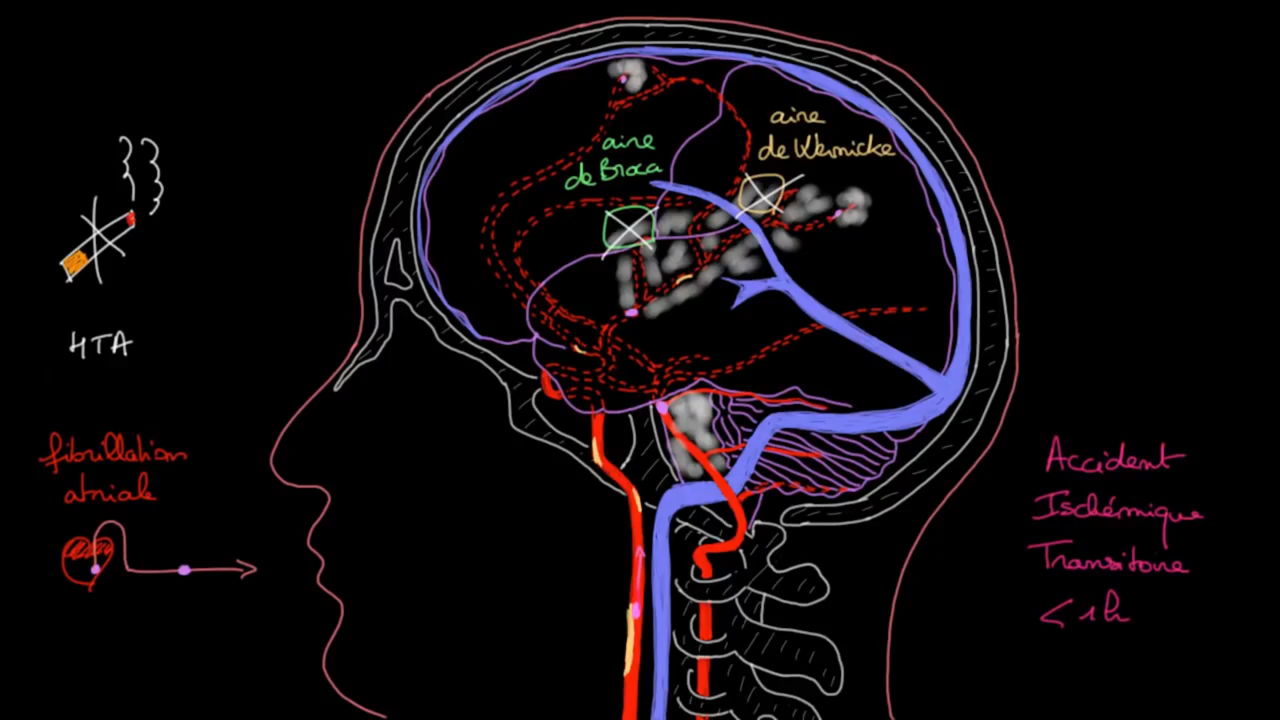 aire
de Broca
aire
de Wernicke
HTA
fibrillation
atriale
Accident
Ischémique
Transitoire
< 1h